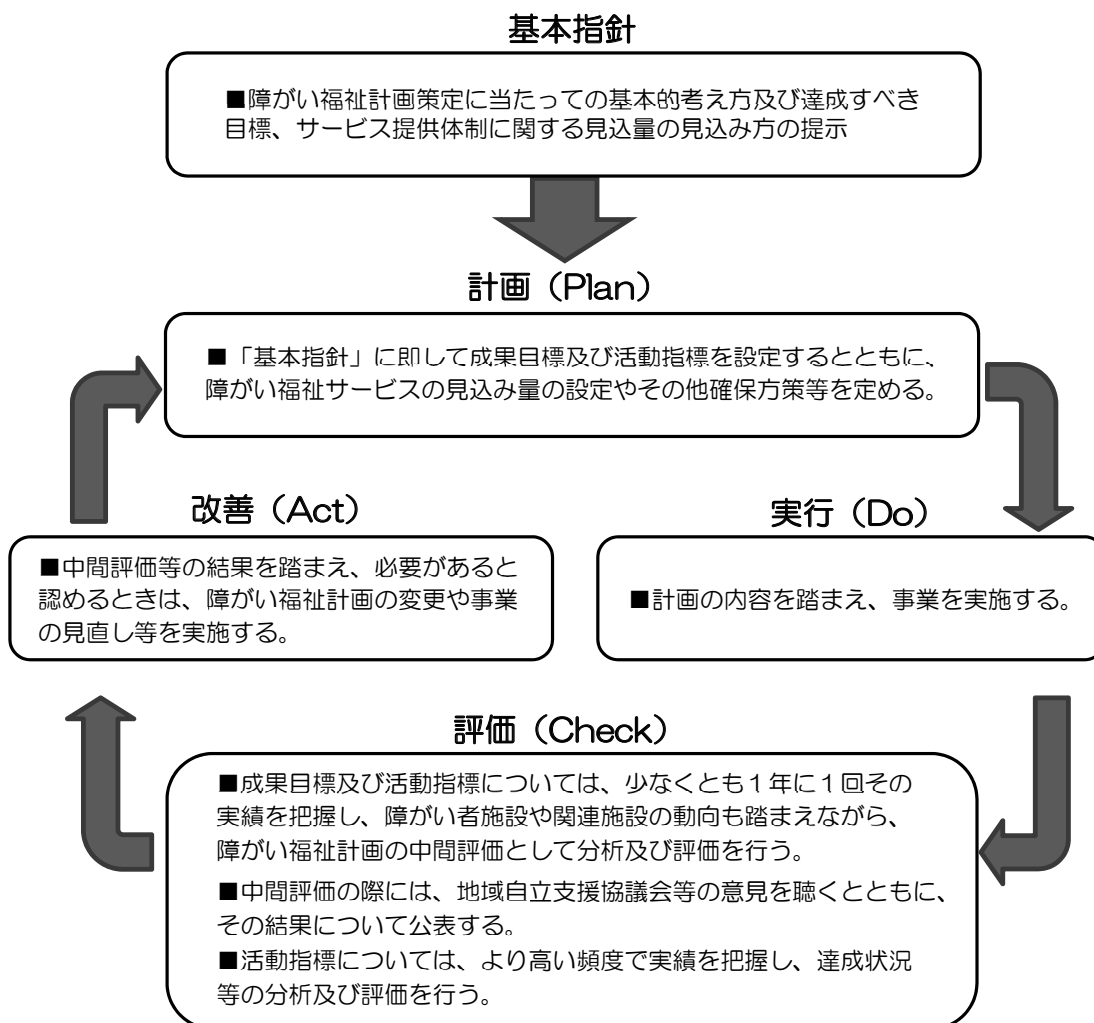 基本指針
■障がい福祉計画策定に当たっての基本的考え方及び達成すべき
目標、サービス提供体制に関する見込量の見込み方の提示
計画（Plan）
■「基本指針」に即して成果目標及び活動指標を設定するとともに、
障がい福祉サービスの見込み量の設定やその他確保方策等を定める。
改善（Act）
■中間評価等の結果を踏まえ、必要があると
認めるときは、障がい福祉計画の変更や事業
の見直し等を実施する。
実行（Do）
■計画の内容を踏まえ、事業を実施する。
評価（Check）
■成果目標及び活動指標については、少なくとも１年に１回その
実績を把握し、障がい者施設や関連施設の動向も踏まえながら、
障がい福祉計画の中間評価として分析及び評価を行う。
■中間評価の際には、地域自立支援協議会等の意見を聴くとともに、
その結果について公表する。
■活動指標については、より高い頻度で実績を把握し、達成状況
等の分析及び評価を行う。